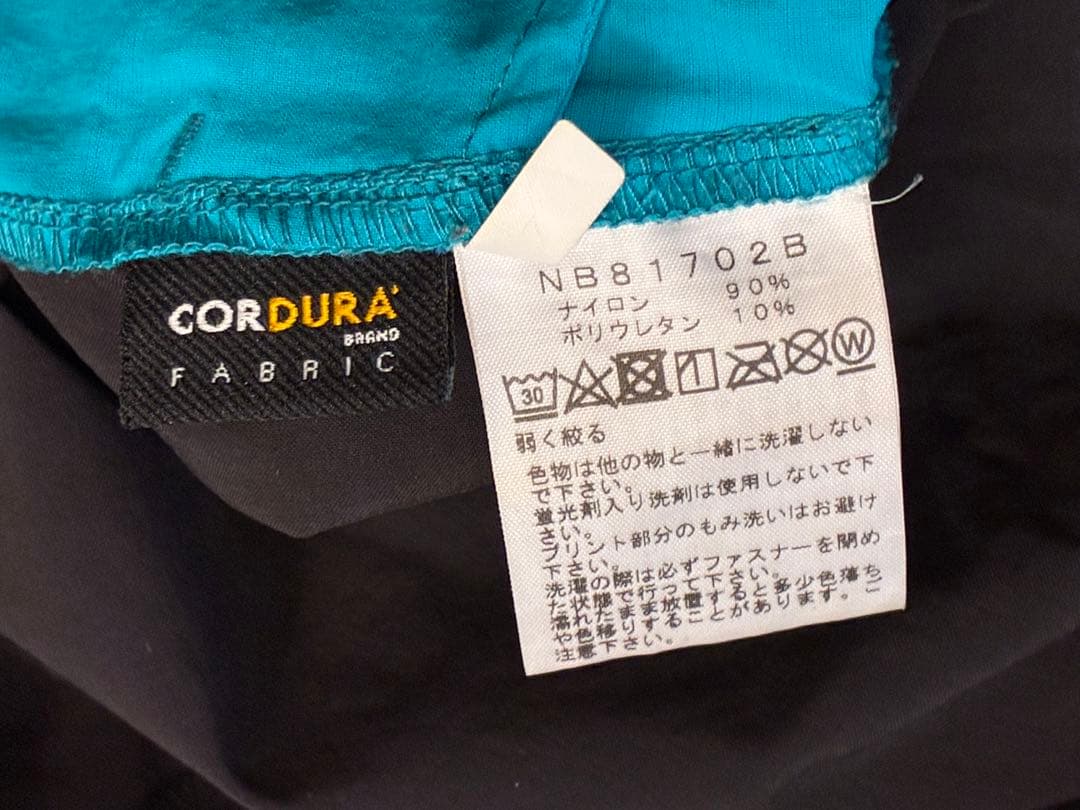 CORDURA
BRAND
FABRIC
NB81702B
ナイロン 90%
ポリウレタン 10%
30
W
弱く絞る
色物は他の物と一緒に洗濯しない
で下さい。
蛍光剤入り洗剤は使用しないで下
さい。
プリント部分のもみ洗いはお避け
下さい。
洗濯の際は必ずファスナーを閉め
た状態で行って下さい。
濡れたまま放置すると多少色落ち
や色移りすることがあります。ご
注意下さい。